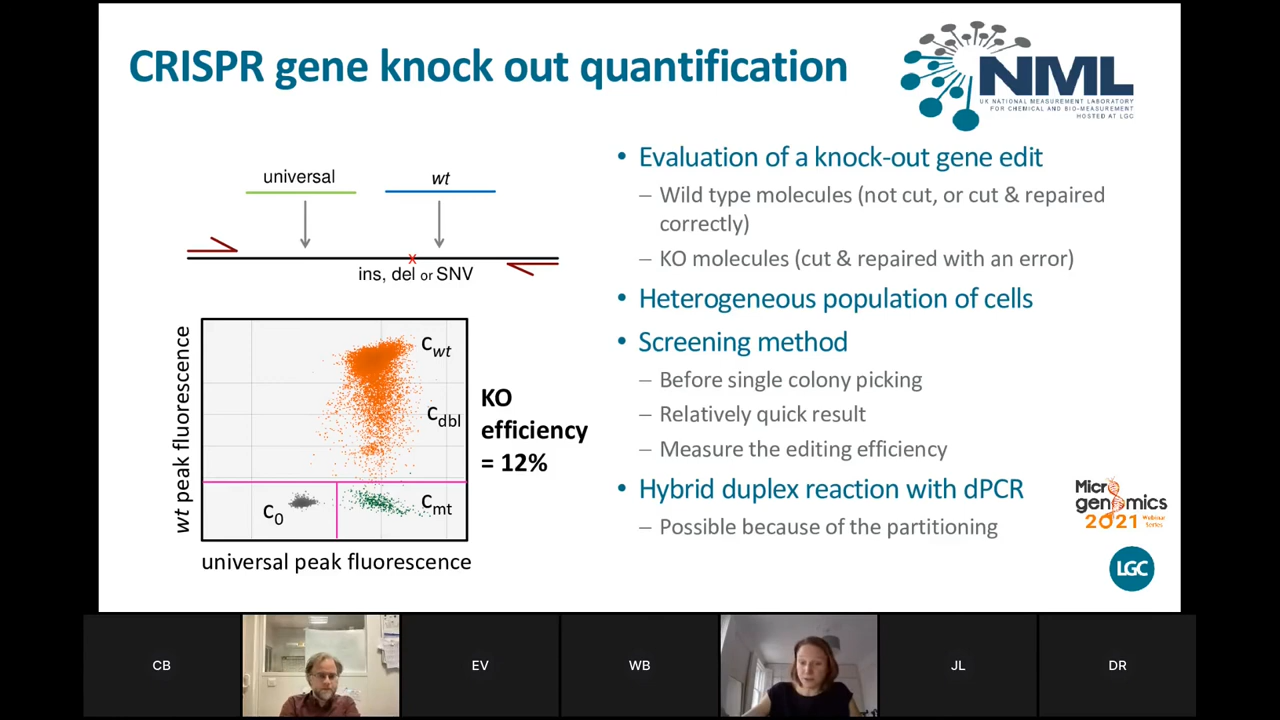 CRISPR gene knock out quantification
NML
UK NATIONAL MEASUREMENT LABORATORY
FOR CHEMICAL AND BIO-MEASUREMENT
HOSTED AT LGC
universal
wt
ins, del or SNV
wt peak fluorescence
Cwt
Cdbl
C0
Cmt
universal peak fluorescence
KO
efficiency
= 12%
• Evaluation of a knock-out gene edit
– Wild type molecules (not cut, or cut & repaired
correctly)
– KO molecules (cut & repaired with an error)
• Heterogeneous population of cells
• Screening method
– Before single colony picking
– Relatively quick result
– Measure the editing efficiency
• Hybrid duplex reaction with dPCR
– Possible because of the partitioning
Micr
genomics
2021 Webinar
Series
LGC
CB
EV
WB
JL
DR